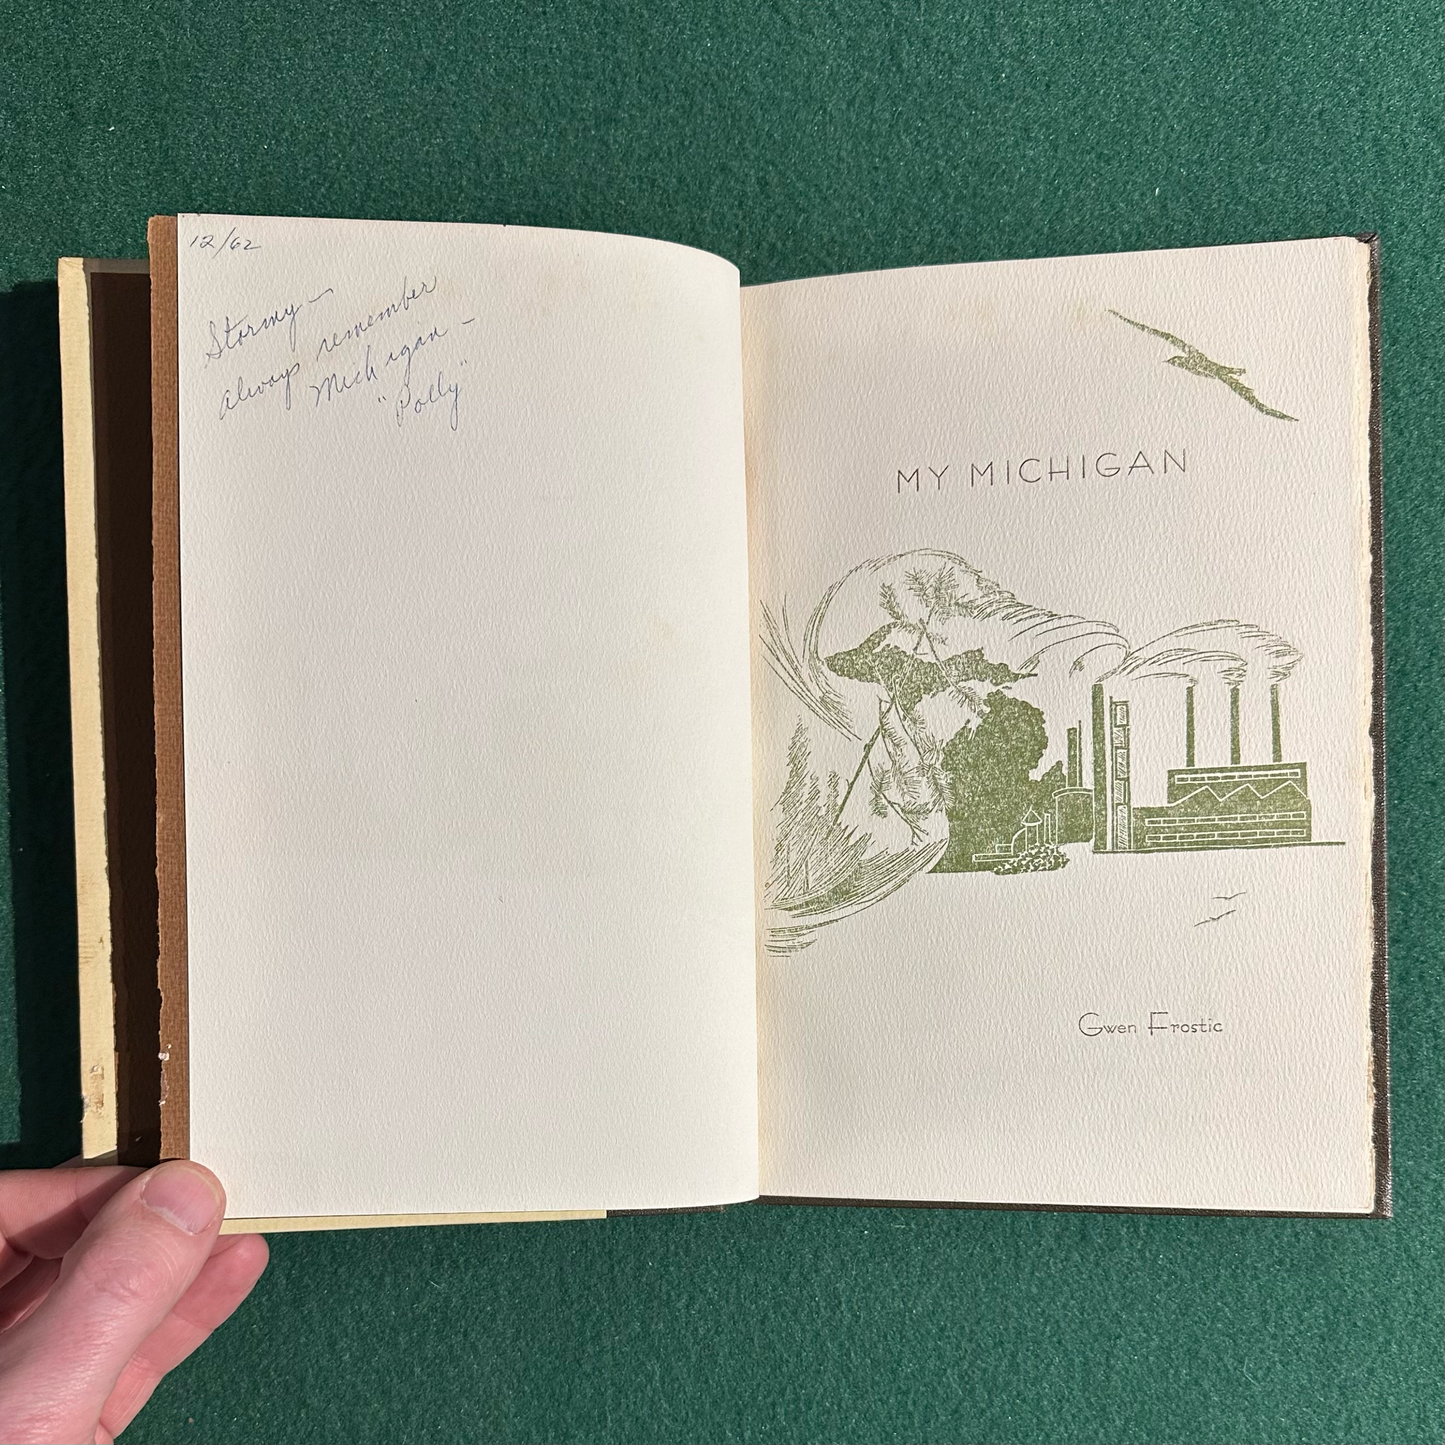 12/62
Stormy –
always remember
Michigan –
"Polly"
MY MICHIGAN
Gwen Frostic